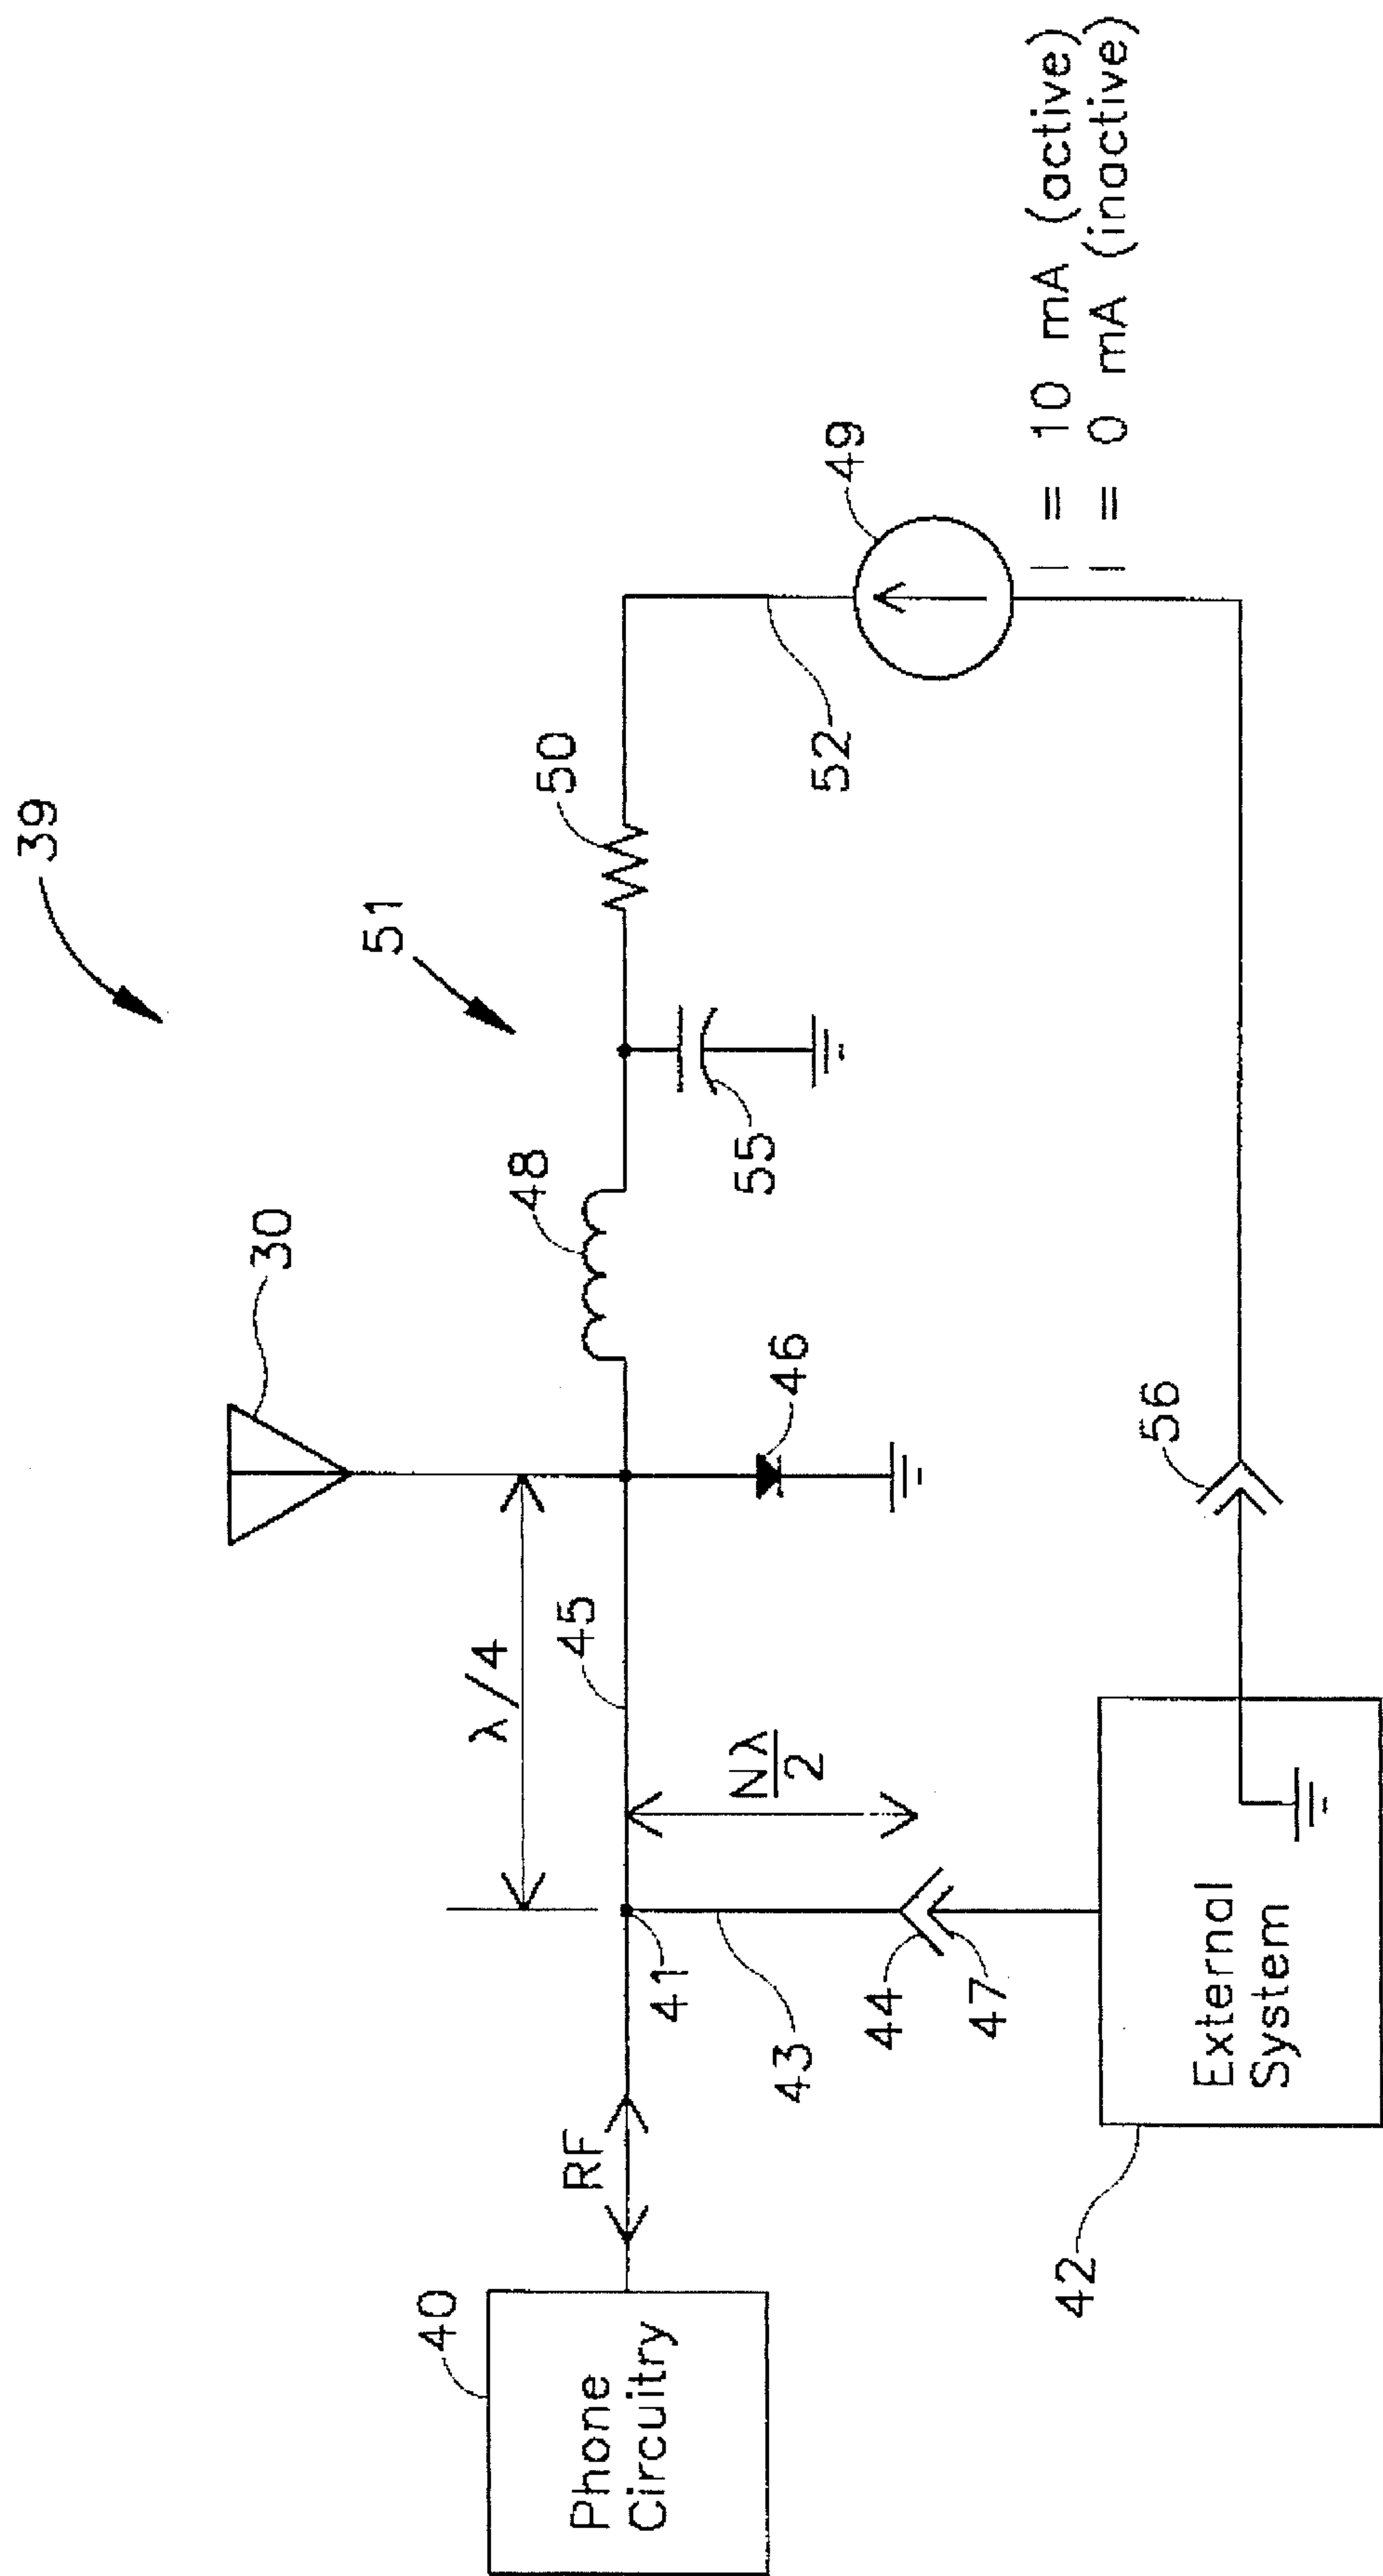 39
51
30
48
50
λ/4
45
Nλ
2
46
55
52
49
I = 10 mA (active)
I = 0 mA (inactive)
40
Phone
Circuitry
RF
41
43
44
47
56
42
External
System